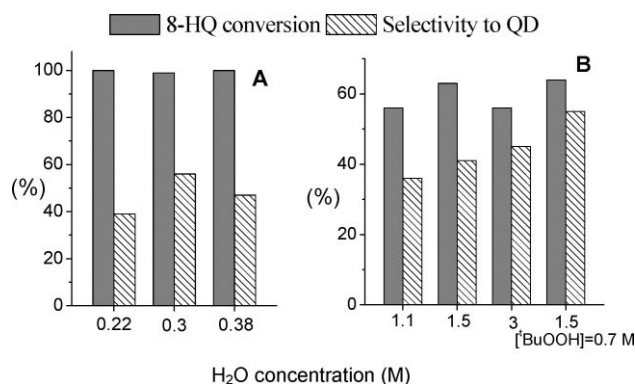 8-HQ conversion Selectivity to QD
A
100
80
60
(%)
40
20
0
0.22 0.3 0.38
B
60
40
(%)
20
0
1.1 1.5 3 1.5
[tBuOOH]=0.7 M
H₂O concentration (M)